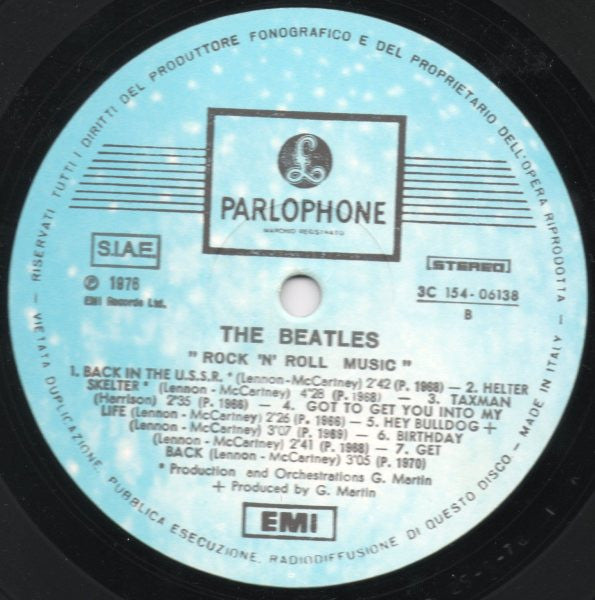 RISERVATI TUTTI I DIRITTI DEL PRODUTTORE FONOGRAFICO E DEL PROPRIETARIO DELL'OPERA RIPRODOTTA — MADE IN ITALY —
£
PARLOPHONE
MARCHIO REGISTRATO
S.I.A.E.
STEREO
℗ 1976
EMI Records Ltd.
3C 154-06138
B
THE BEATLES
"ROCK 'N' ROLL MUSIC"
1. BACK IN THE U.S.S.R. * (Lennon-McCartney) 2'42 (P. 1968) — 2. HELTER
SKELTER * (Lennon-McCartney) 4'28 (P. 1968) — 3. TAXMAN
(Harrison) 2'35 (P. 1966) — 4. GOT TO GET YOU INTO MY
LIFE (Lennon-McCartney) 2'26 (P. 1966) — 5. HEY BULLDOG +
(Lennon-McCartney) 3'07 (P. 1969) — 6. BIRTHDAY
(Lennon-McCartney) 2'41 (P. 1968) — 7. GET
BACK (Lennon-McCartney) 3'05 (P. 1970)
* Production and Orchestrations G. Martin
+ Produced by G. Martin
EMI
— VIETATA DUPLICAZIONE, PUBBLICA ESECUZIONE, RADIODIFFUSIONE DI QUESTO DISCO